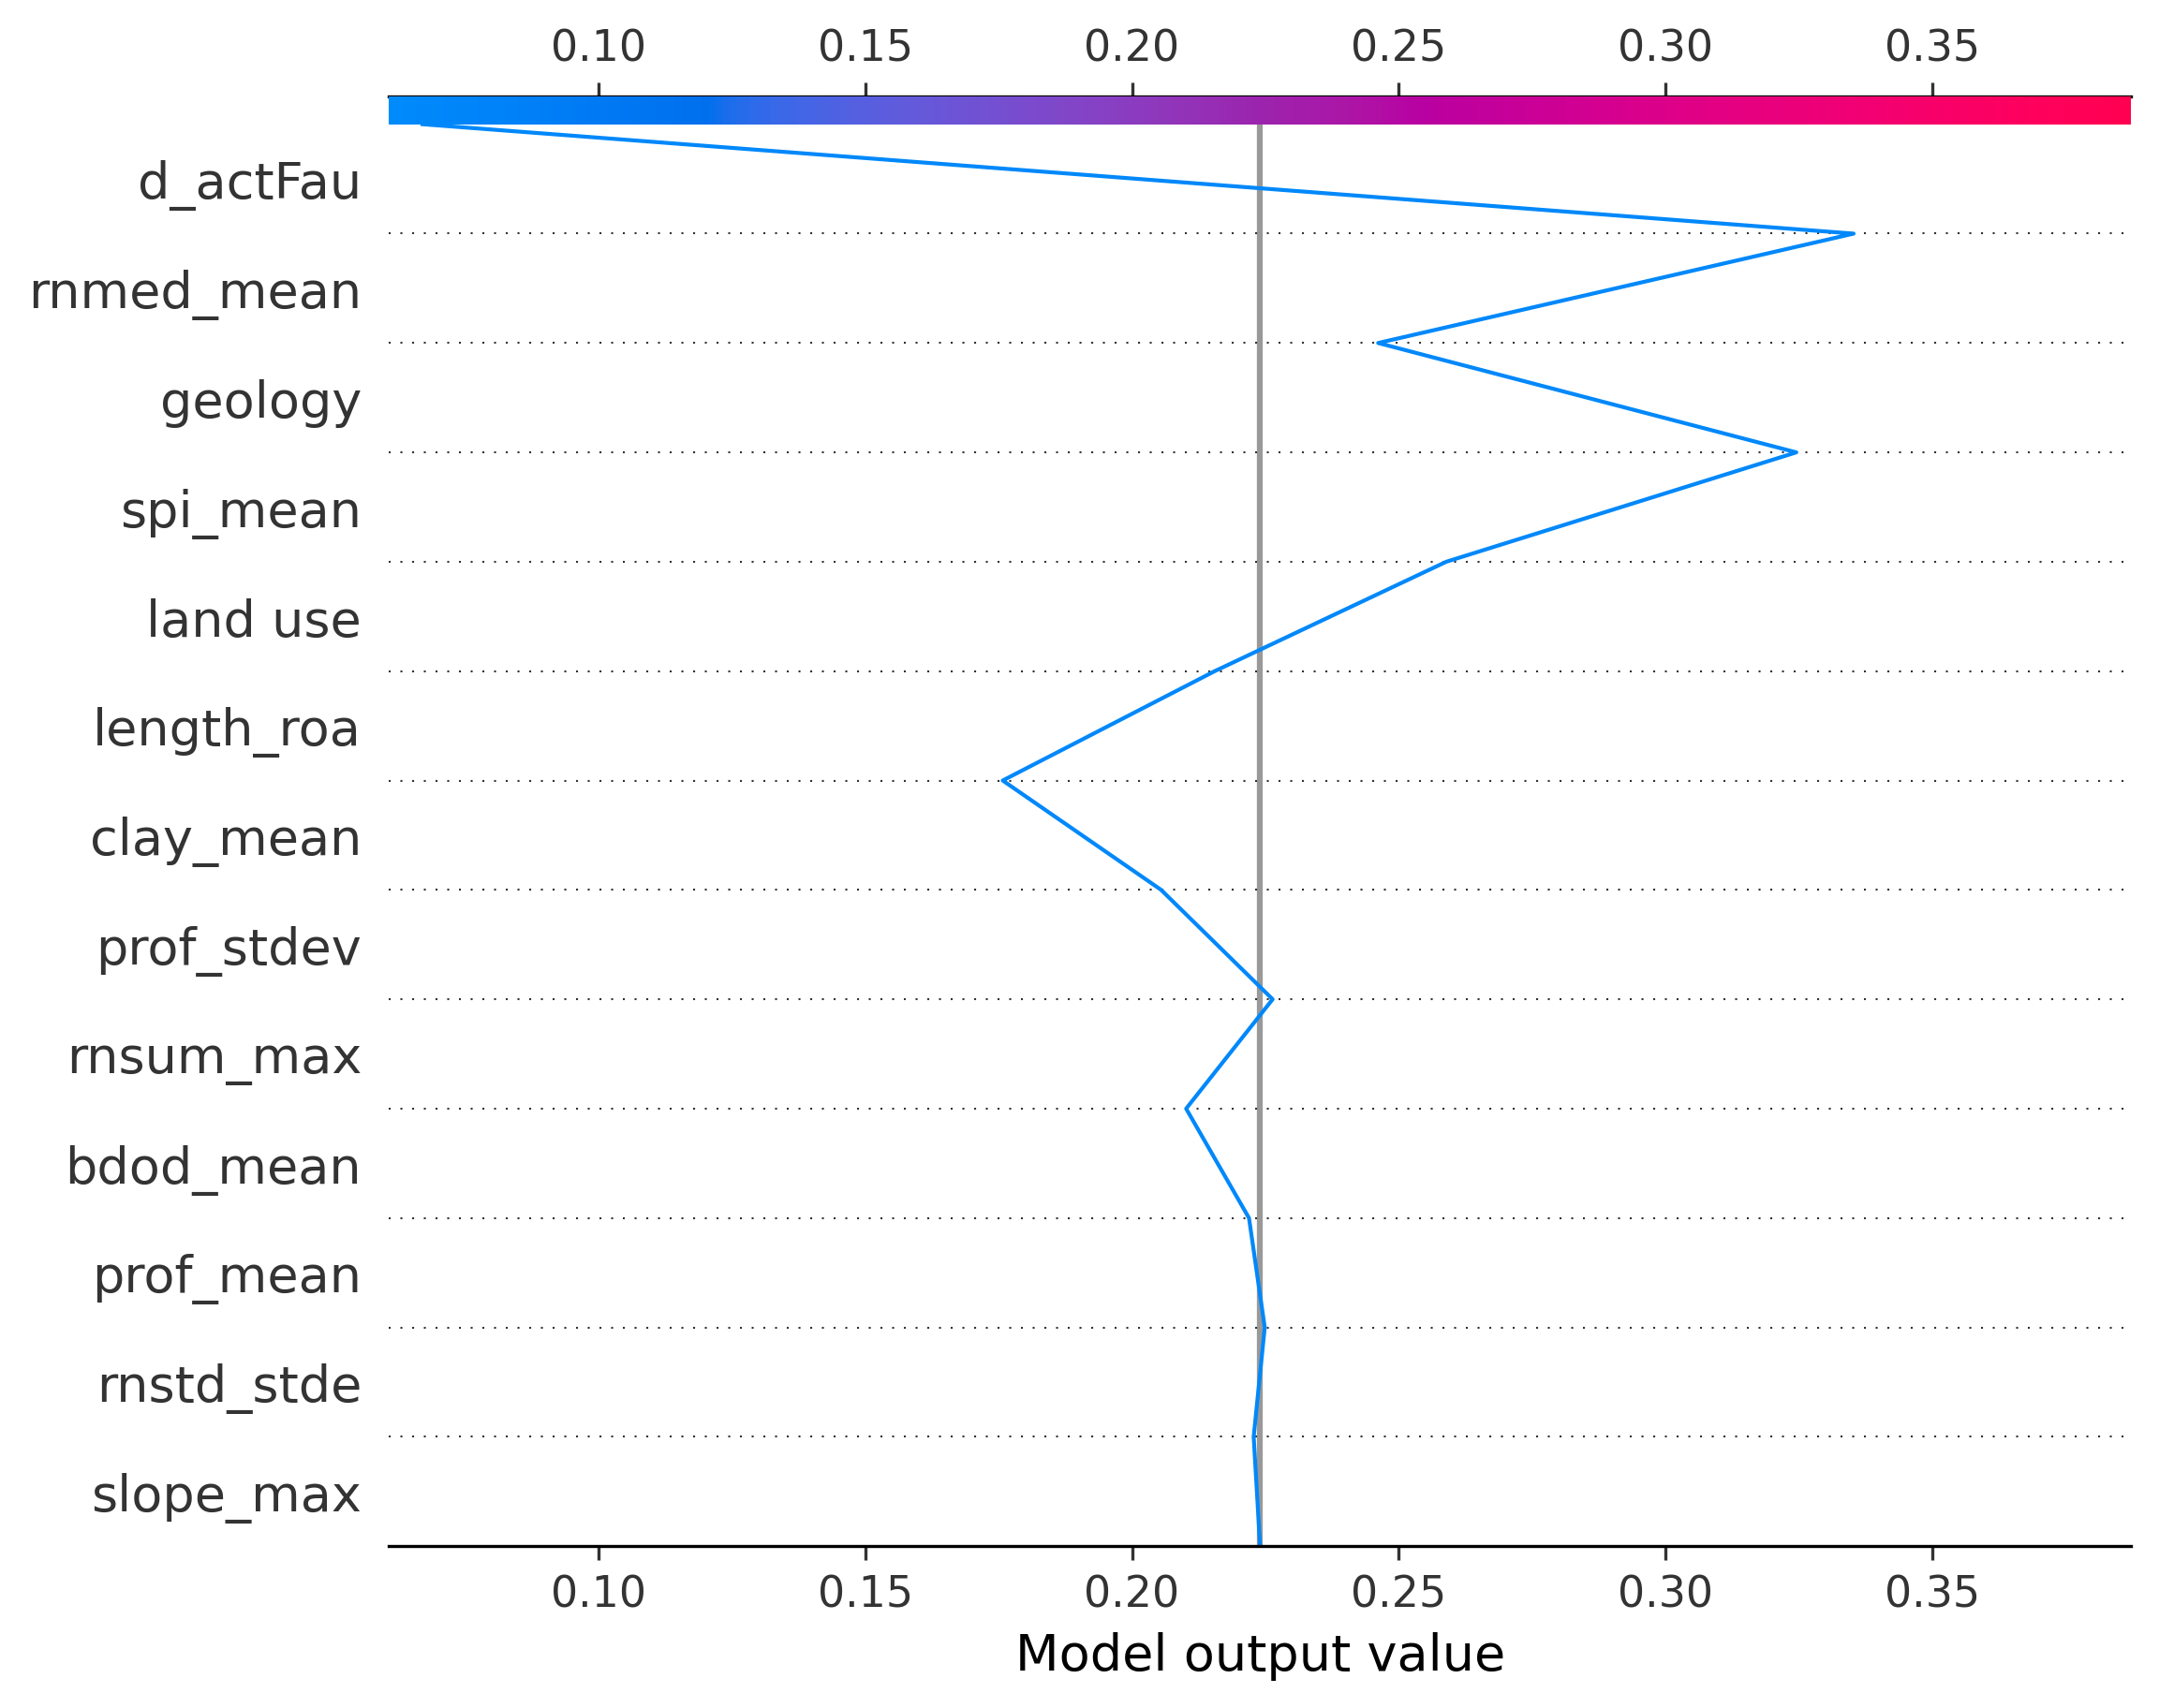 0.10 0.15 0.20 0.25 0.30 0.35
d_actFau
rnmed_mean
geology
spi_mean
land use
length_roa
clay_mean
prof_stdev
rnsum_max
bdod_mean
prof_mean
rnstd_stde
slope_max
0.10 0.15 0.20 0.25 0.30 0.35
Model output value